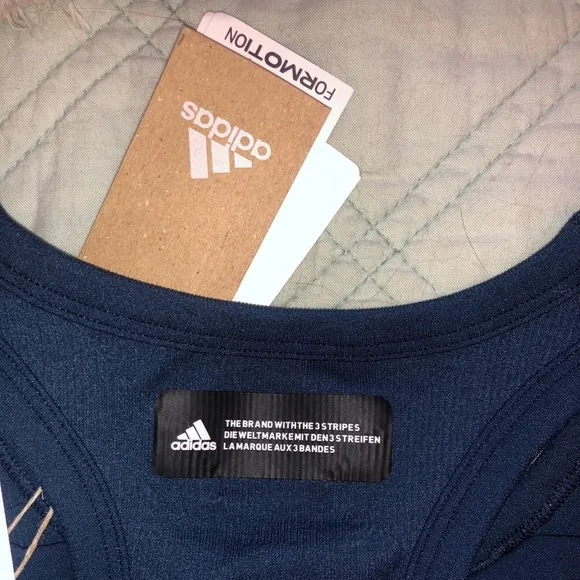 FORMOTION
adidas
adidas
THE BRAND WITH THE 3 STRIPES
DIE WELTMARKE MIT DEN 3 STREIFEN
LA MARQUE AUX 3 BANDES